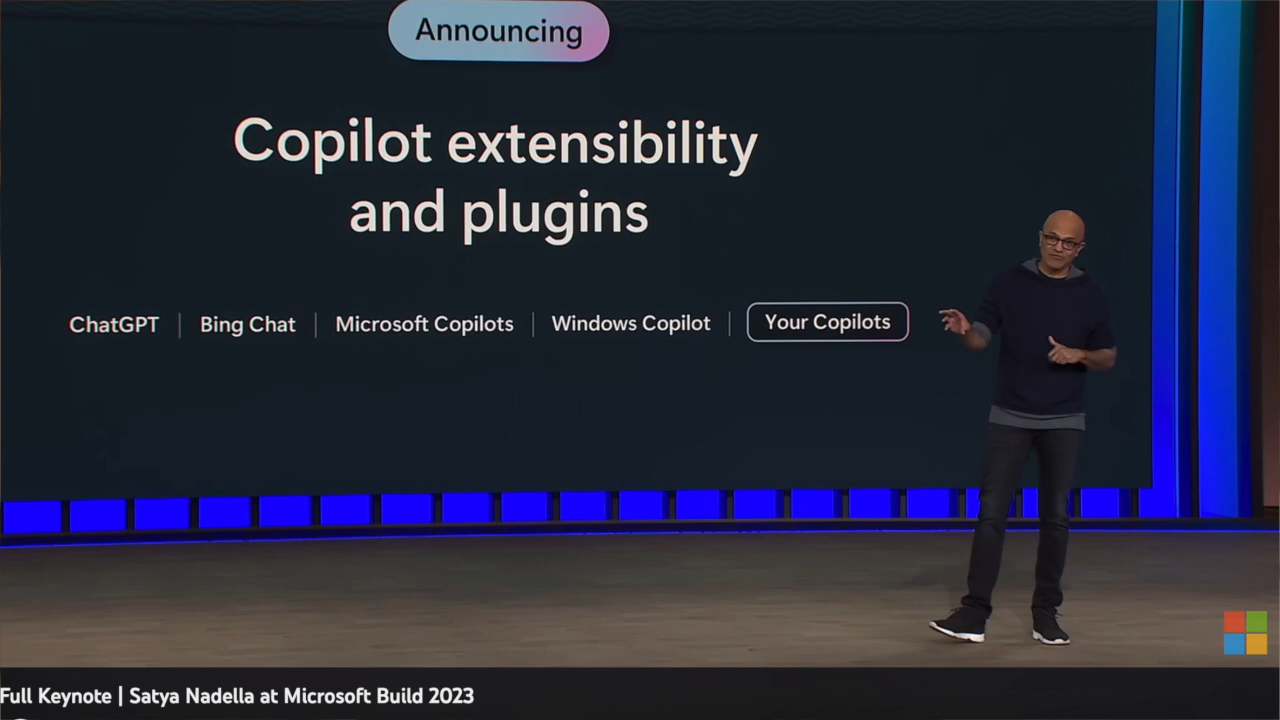 Announcing
Copilot extensibility
and plugins
ChatGPT | Bing Chat | Microsoft Copilots | Windows Copilot | Your Copilots
Full Keynote | Satya Nadella at Microsoft Build 2023